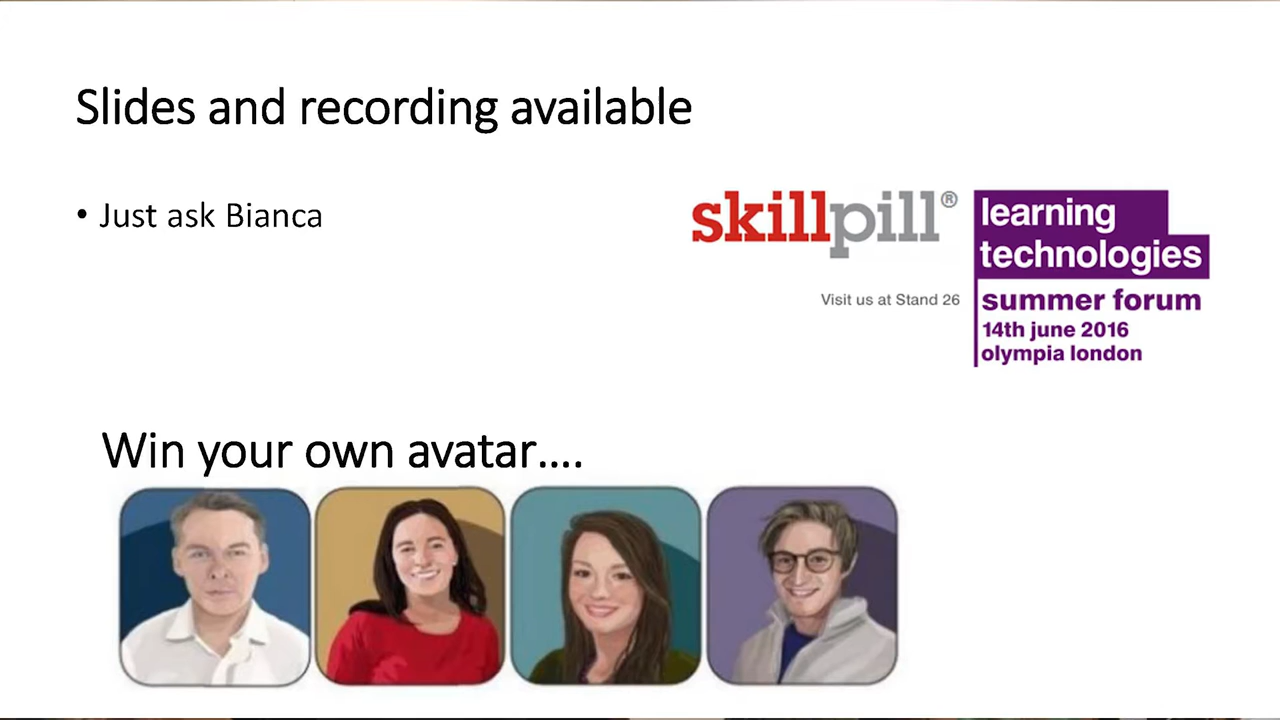 Slides and recording available
• Just ask Bianca
skillpill®
Visit us at Stand 26
learning
technologies
summer forum
14th june 2016
olympia london
Win your own avatar....